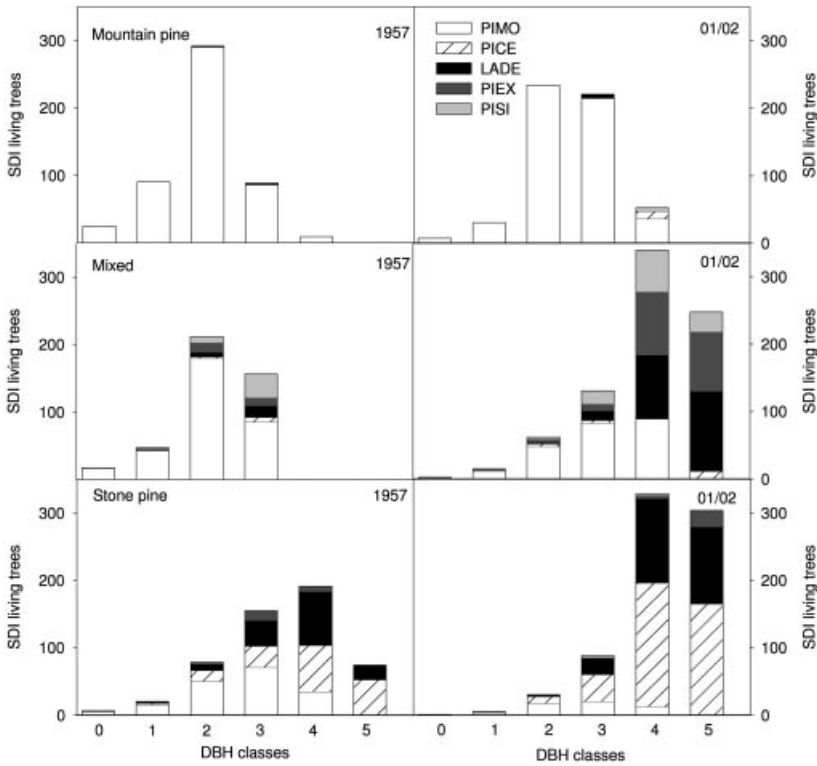 Mountain pine
1957
SDI living trees
300
200
100
PIMO
PICE
LADE
PIEX
PISI
01/02
300
200
100
0
SDI living trees
Mixed
1957
SDI living trees
300
200
100
01/02
300
200
100
0
SDI living trees
Stone pine
1957
SDI living trees
300
200
100
0
01/02
300
200
100
0
SDI living trees
0 1 2 3 4 5
DBH classes
0 1 2 3 4 5
DBH classes